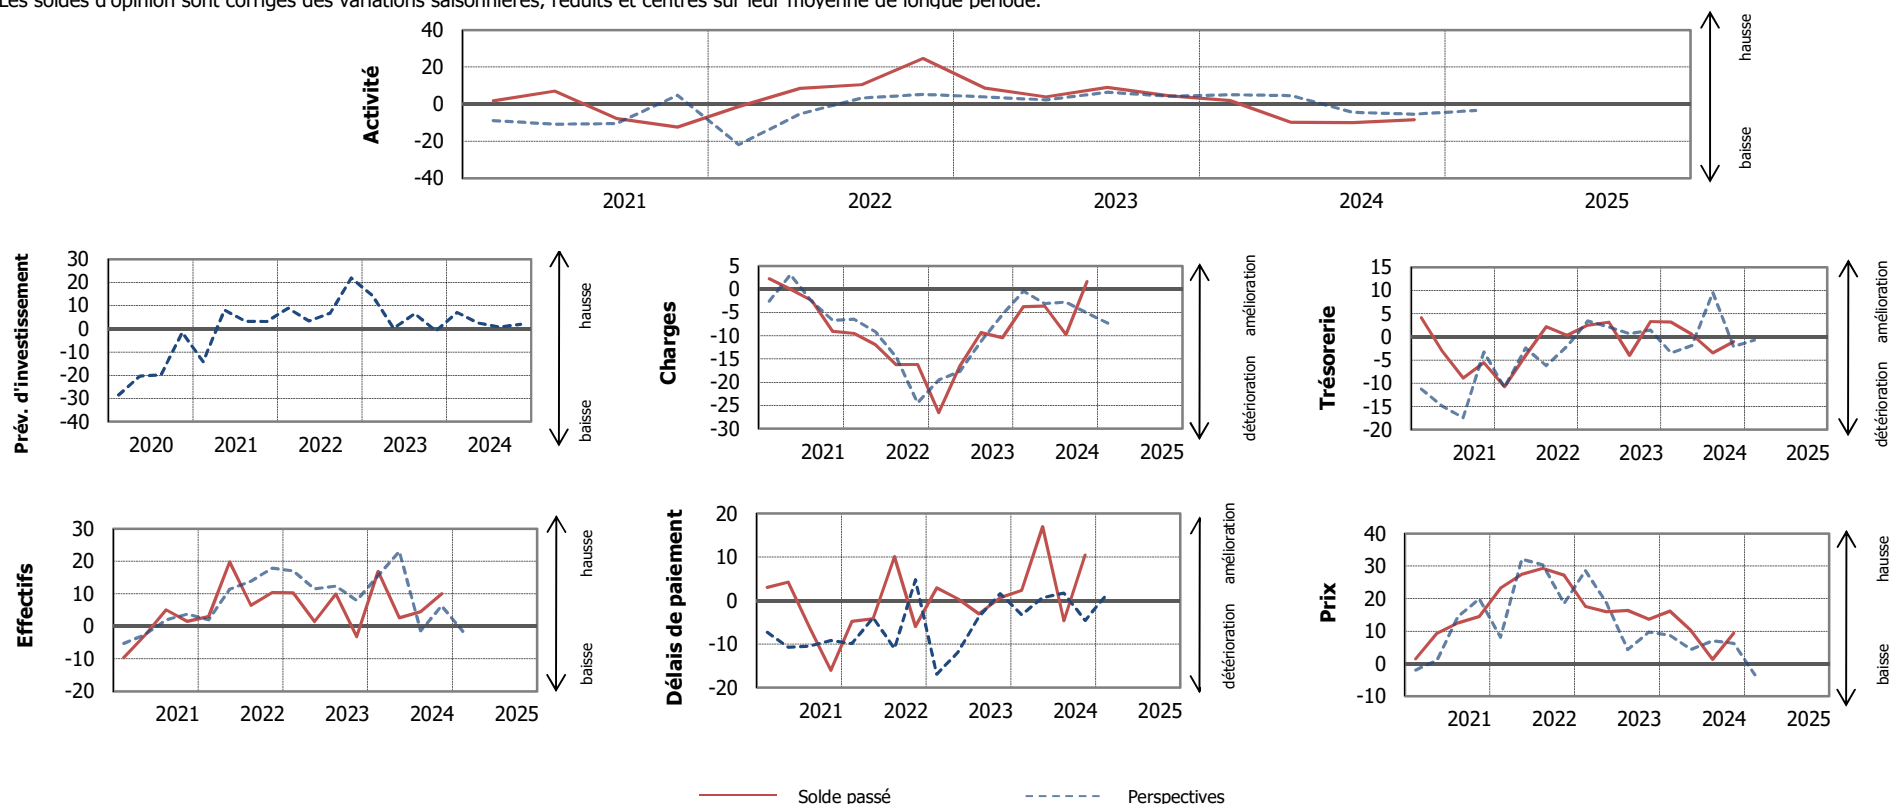 Les soldes d'opinion sont corrigés des variations saisonnières, réduits et centrés sur leur moyenne de longue période.
Activité
40
20
0
-20
-40
2021 2022 2023 2024 2025
hausse
baisse
Prév. d'investissement
30
20
10
0
-10
-20
-30
-40
2020 2021 2022 2023 2024
hausse
baisse
Charges
5
0
-5
-10
-15
-20
-25
-30
2021 2022 2023 2024 2025
amélioration
détérioration
Trésorerie
15
10
5
0
-5
-10
-15
-20
2021 2022 2023 2024 2025
amélioration
détérioration
Effectifs
30
20
10
0
-10
-20
2021 2022 2023 2024 2025
hausse
baisse
Délais de paiement
20
10
0
-10
-20
2021 2022 2023 2024 2025
amélioration
détérioration
Prix
40
30
20
10
0
-10
2021 2022 2023 2024 2025
hausse
baisse
Solde passé
Perspectives